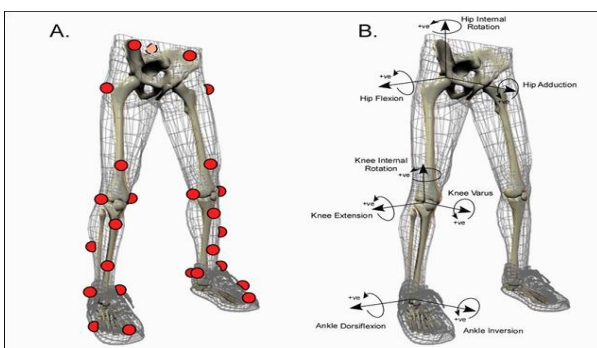 A.
B.
Hip Internal
Rotation
+ve
+ve
Hip Flexion
Hip Adduction
+ve
Knee Internal
Rotation
+ve
Knee Varus
+ve
Knee Extension
+ve
+ve
Ankle Dorsiflexion
+ve
Ankle Inversion